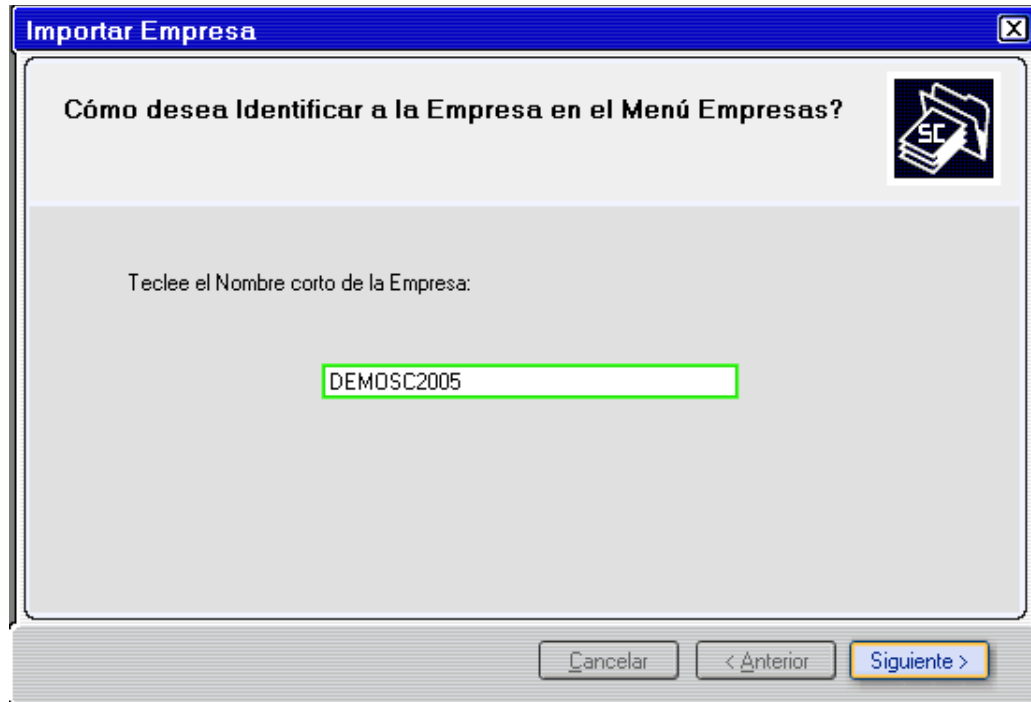 Importar Empresa
Cómo desea Identificar a la Empresa en el Menú Empresas?
SC
Teclee el Nombre corto de la Empresa:
DEMOSC2005
Cancelar
< Anterior
Siguiente >